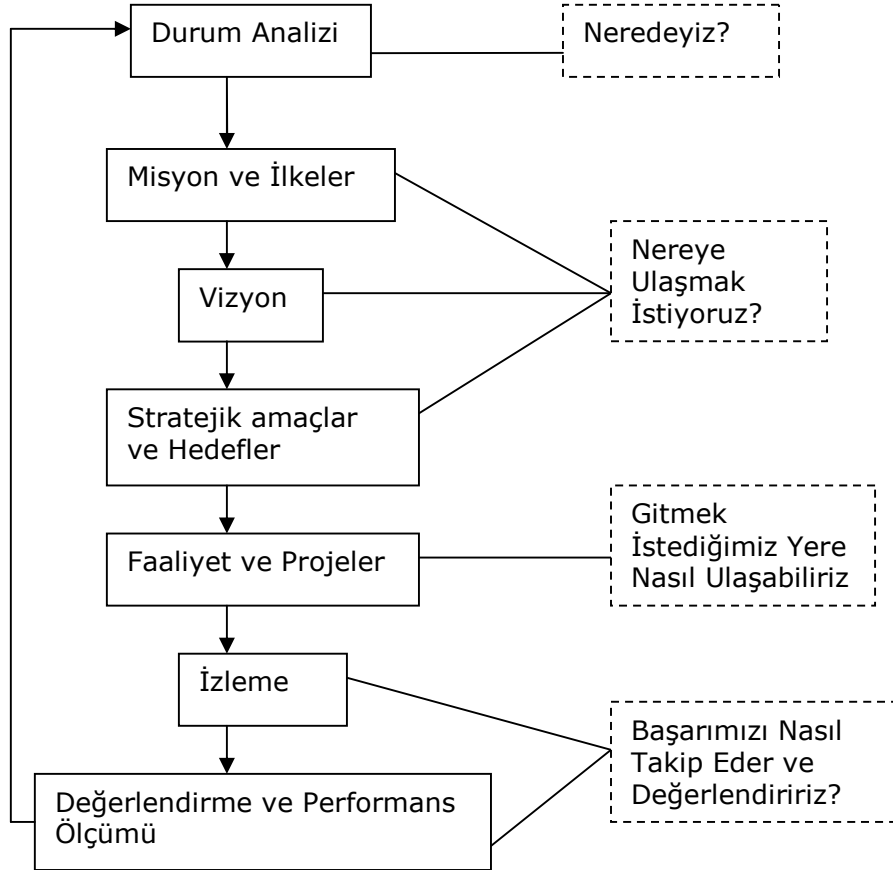 Durum Analizi
Neredeyiz?
Misyon ve İlkeler
Nereye
Ulaşmak
İstiyoruz?
Vizyon
Stratejik amaçlar
ve Hedefler
Gitmek
İstediğimiz Yere
Nasıl Ulaşabiliriz
Faaliyet ve Projeler
İzleme
Başarımızı Nasıl
Takip Eder ve
Değerlendiririz?
Değerlendirme ve Performans
Ölçümü